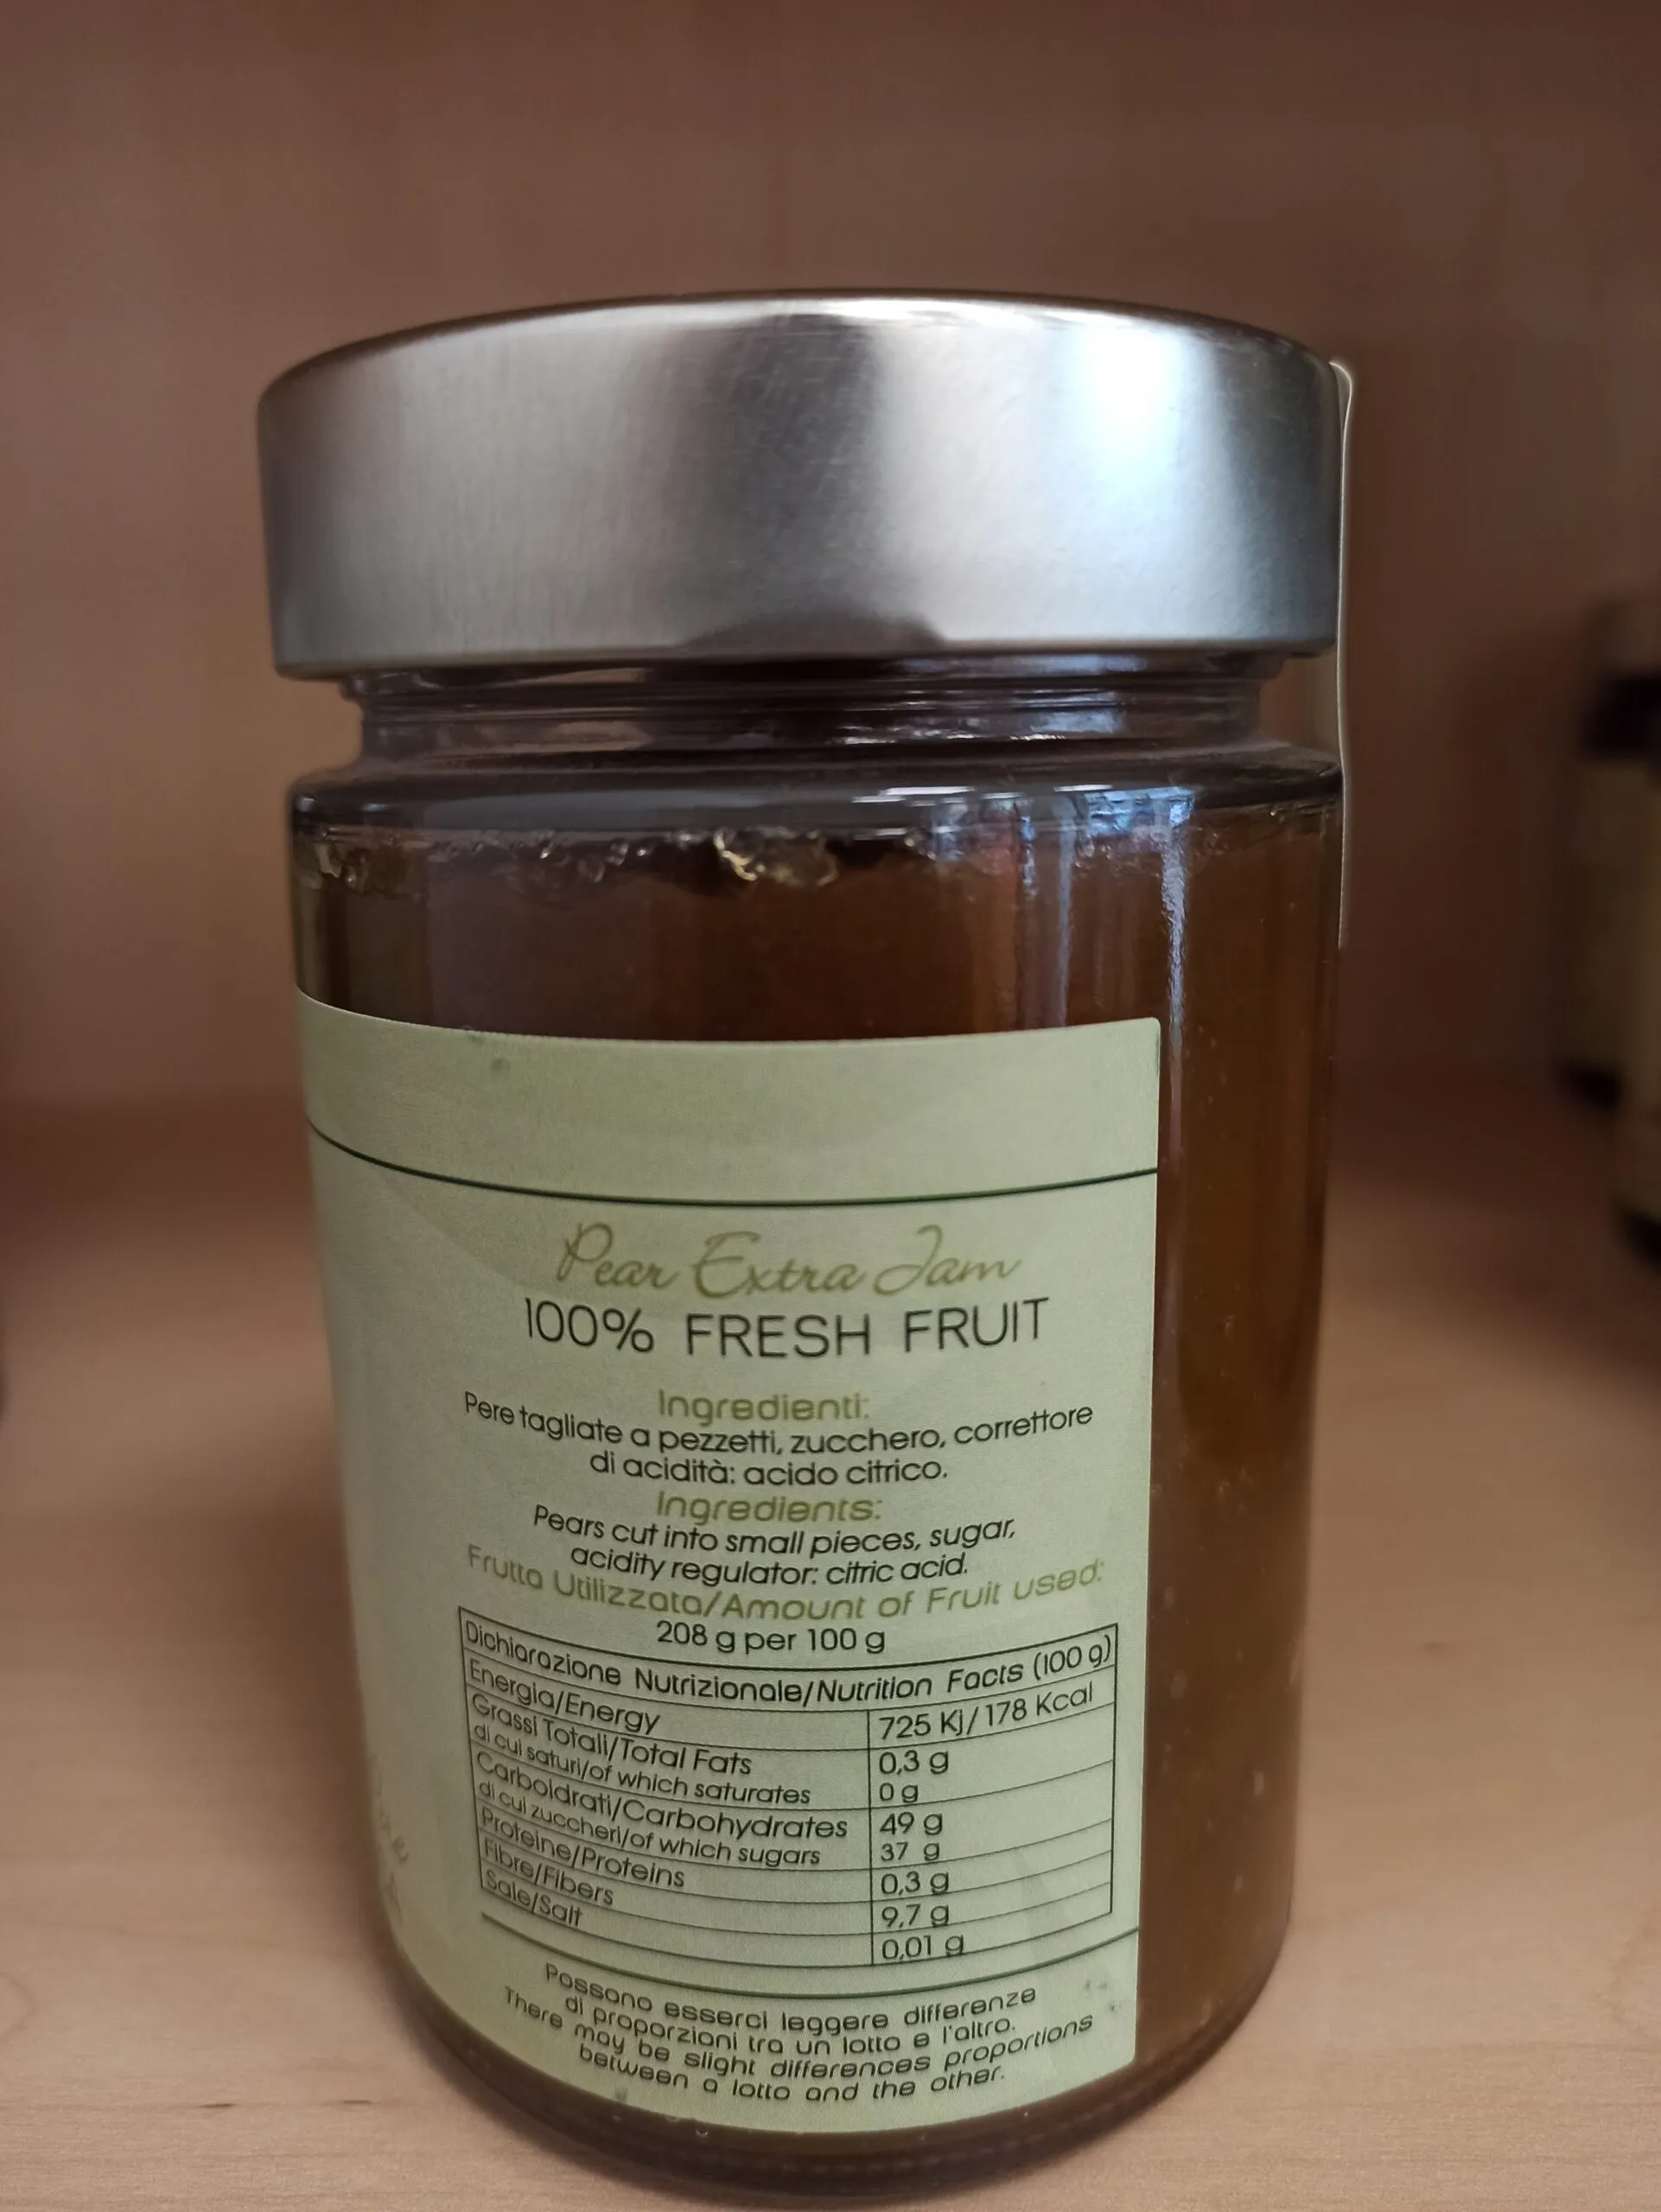 Pear Extra Jam
100% FRESH FRUIT
Ingredienti:
Pere tagliate a pezzetti, zucchero, correttore
di acidità: acido citrico.
Ingredients:
Pears cut into small pieces, sugar,
acidity regulator: citric acid.
Frutta Utilizzata/Amount of Fruit used:
208 g per 100 g
Dichiarazione Nutrizionale/Nutrition Facts (100 g)
Energia/Energy 725 Kj/178 Kcal
Grassi Totali/Total Fats 0,3 g
di cui saturi/of which saturates 0 g
Carboidrati/Carbohydrates 49 g
di cui zuccheri/of which sugars 37 g
Proteine/Proteins 0,3 g
Fibre/Fibers 9,7 g
Sale/Salt 0,01 g
Possono esserci leggere differenze
di proporzioni tra un lotto e l'altro.
There may be slight differences proportions
between a lotto and the other.